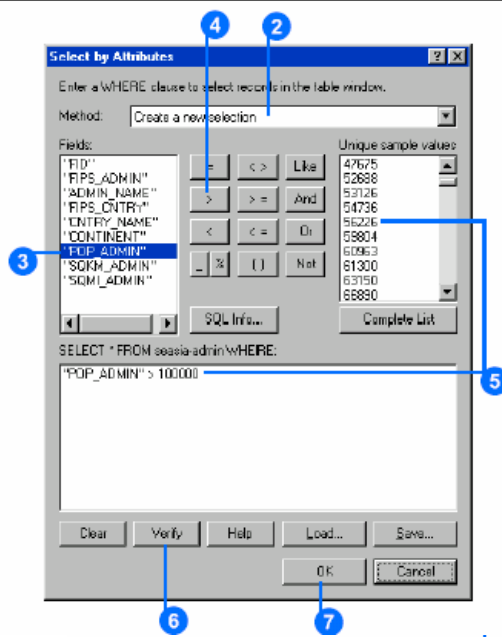 4
2
Select by Attributes
Enter a WHERE clause to select records in the table window.
Method: Create a new selection
Fields:
Unique sample values
"FID"
"FIPS_ADMIN"
"ADMIN_NAME"
"FIPS_CNTRY"
"CNTRY_NAME"
"CONTINENT"
"POP_ADMIN"
"SQKM_ADMIN"
"SQMI_ADMIN"
3
= < > Like
> > = And
< < = Or
_ % ( ) Not
47675
52688
53126
54736
56226
59804
60963
61300
63150
66890
SQL Info...
Complete List
SELECT * FROM seasia-admin WHERE:
"POP_ADMIN" > 100000
5
Clear Verify Help Load... Save...
OK Cancel
6
7